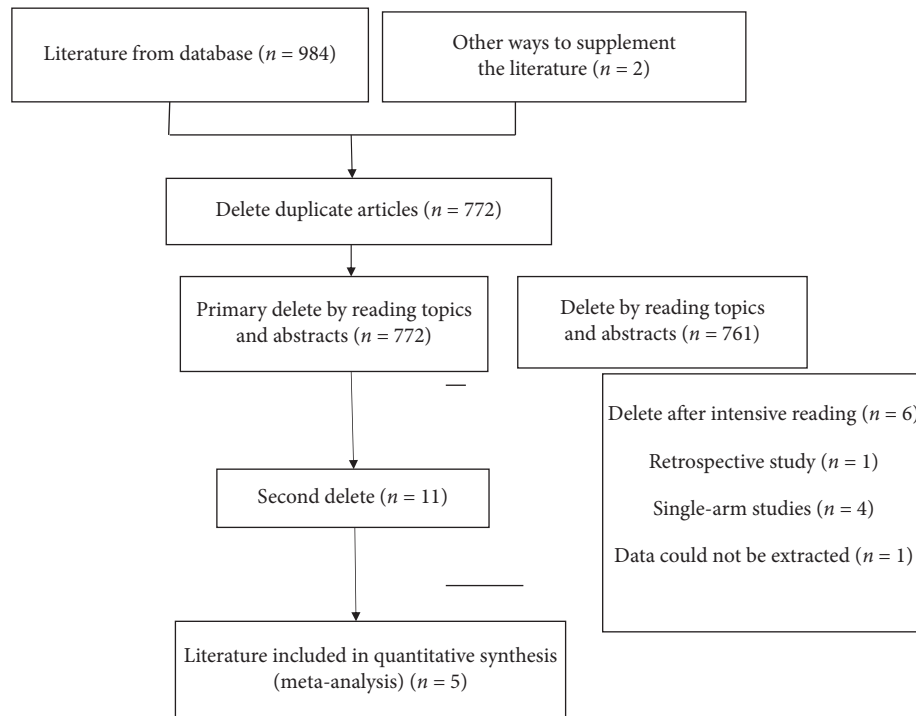 Literature from database (n = 984)
Other ways to supplement
the literature (n = 2)
Delete duplicate articles (n = 772)
Primary delete by reading topics
and abstracts (n = 772)
Delete by reading topics
and abstracts (n = 761)
Delete after intensive reading (n = 6)
Retrospective study (n = 1)
Single-arm studies (n = 4)
Data could not be extracted (n = 1)
Second delete (n = 11)
Literature included in quantitative synthesis
(meta-analysis) (n = 5)